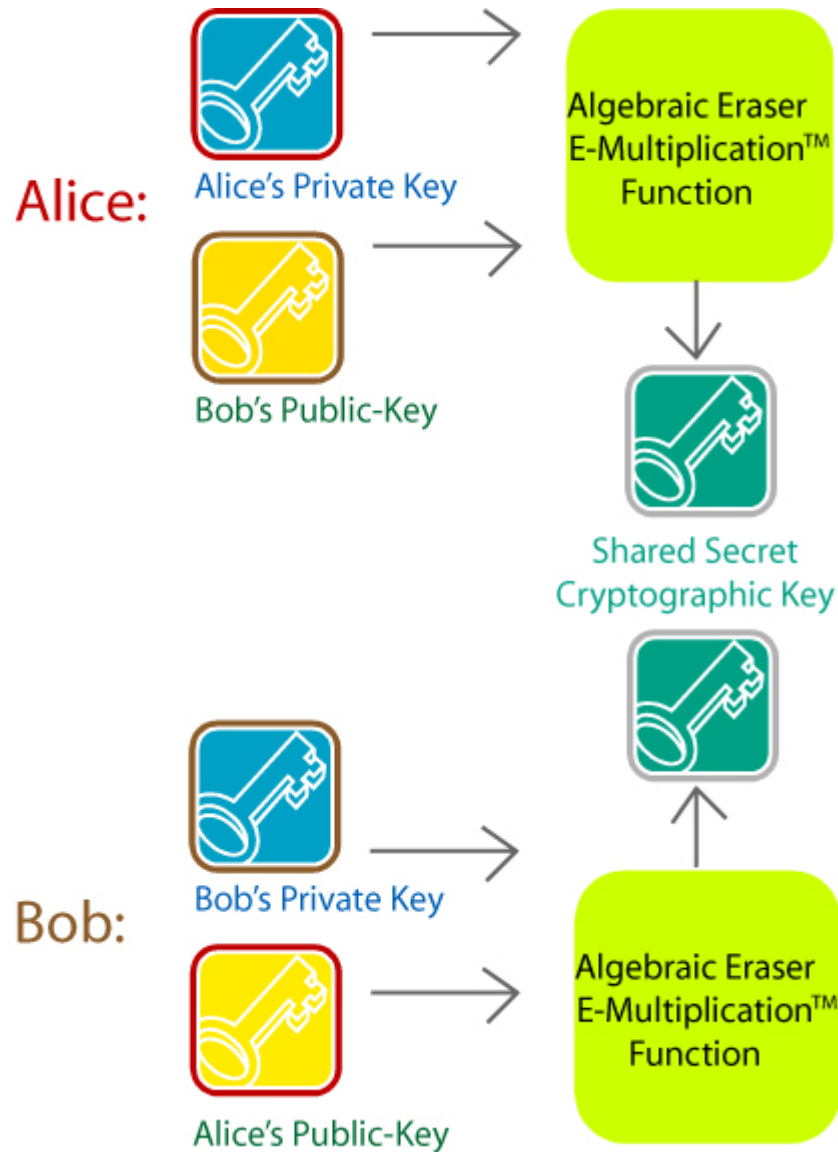 Alice:
Alice's Private Key
Bob's Public-Key
Algebraic Eraser
E-Multiplication™
Function
Shared Secret
Cryptographic Key
Bob:
Bob's Private Key
Alice's Public-Key
Algebraic Eraser
E-Multiplication™
Function